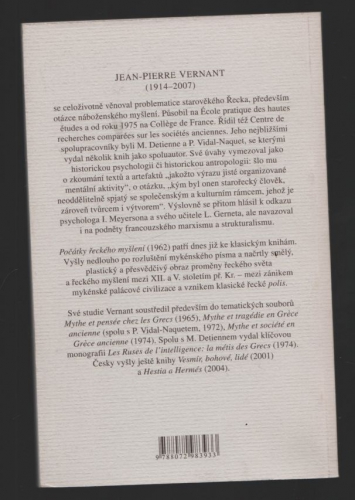 JEAN-PIERRE VERNANT
(1914–2007)
se celoživotně věnoval problematice starověkého Řecka, především
otázce náboženského myšlení. Působil na École pratique des hautes
études a od roku 1975 na Collège de France. Řídil též Centre de
recherches comparées sur les sociétés anciennes. Jeho nejbližšími
spolupracovníky byli M. Detienne a P. Vidal-Naquet, se kterými
vydal několik knih jako spoluautor. Své úvahy vymezoval jako
historickou psychologii či historickou antropologii: šlo mu
o zkoumání textů a artefaktů „jakožto výrazu jisté organizované
mentální aktivity“, o otázku, „kým byl onen starořecký člověk,
neoddělitelně spjatý se společenským a kulturním rámcem, jehož je
zároveň tvůrcem i výtvorem“. Výslovně se přitom hlásil k odkazu
psychologa I. Meyersona a svého učitele L. Gerneta, ale navazoval
i na podněty francouzského marxismu a strukturalismu.
Počátky řeckého myšlení (1962) patří dnes již ke klasickým knihám.
Vyšly nedlouho po rozluštění mykénského písma a načrtly smělý,
plastický a přesvědčivý obraz proměny řeckého světa
a řeckého myšlení mezi XII. a V. stoletím př. Kr. – mezi zánikem
mykénské palácové civilizace a vznikem klasické řecké polis.
Své studie Vernant soustředil především do tematických souborů
Mythe et pensée chez les Grecs (1965), Mythe et tragédie en Grèce
ancienne (spolu s P. Vidal-Naquetem, 1972), Mythe et société en
Grèce ancienne (1974). Spolu s M. Detiennem vydal klíčovou
monografii Les Ruses de l’intelligence: la métis des Grecs (1974).
Česky vyšly ještě knihy Vesmír, bohové, lidé (2001)
a Hestia a Hermés (2004).
9 788072 983933